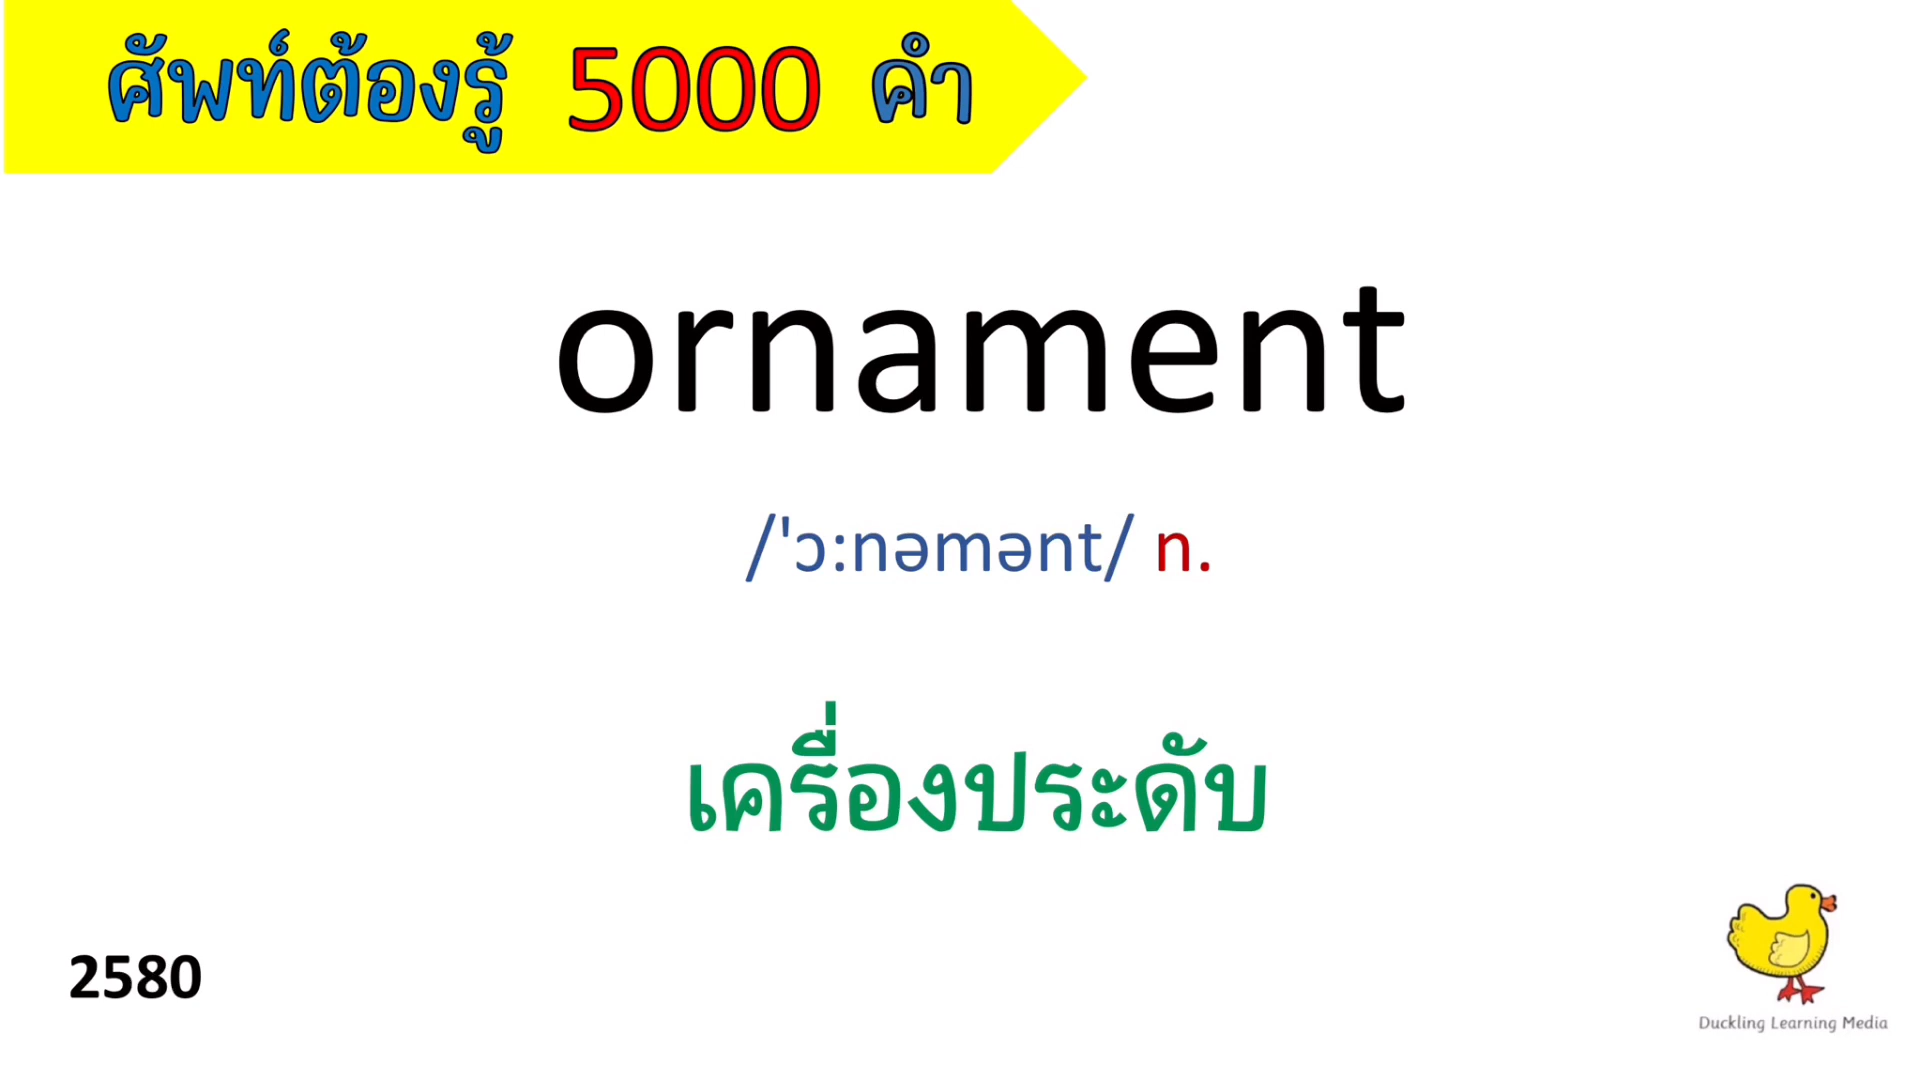 ศัพท์ต้องรู้ 5000 คำ
ornament
/'ɔ:nəmənt/ n.
เครื่องประดับ
2580
Duckling Learning Media